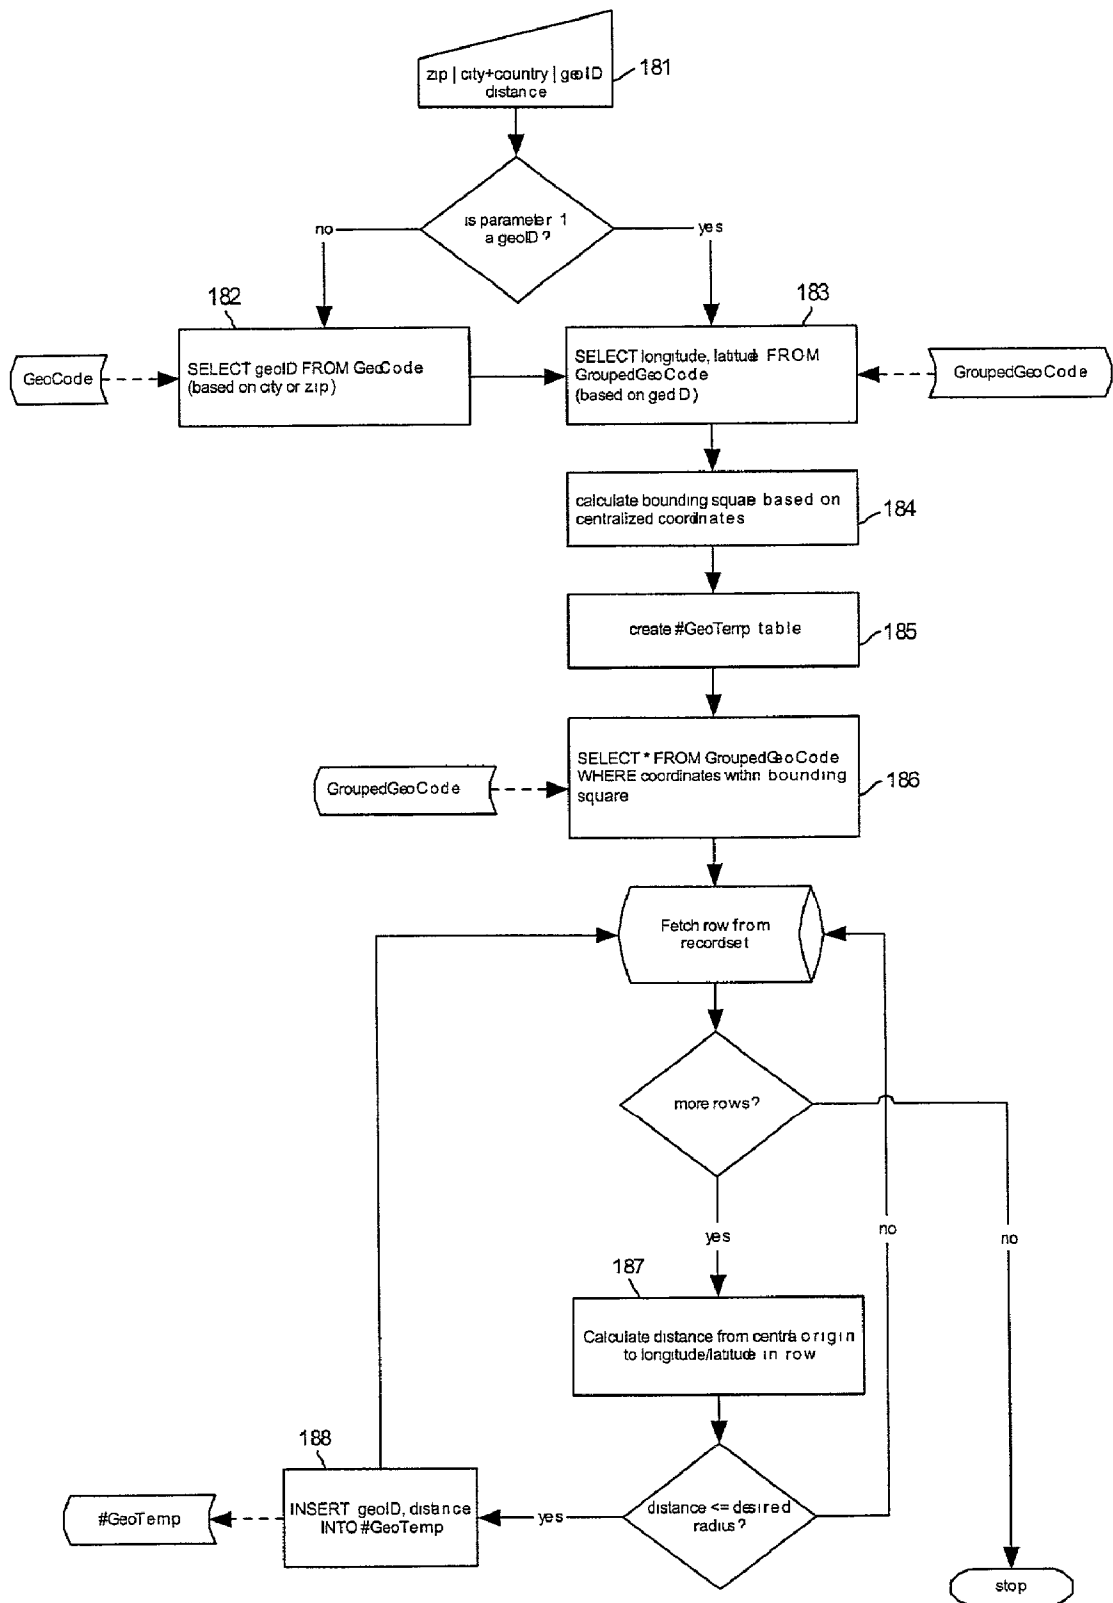 zip | city+country | geoID
distance
181
is parameter 1
a geoID?
no
yes
182
183
GeoCode
SELECT geoID FROM GeoCode
(based on city or zip)
SELECT longitude, latitude FROM
GroupedGeoCode
(based on geoID)
GroupedGeoCode
calculate bounding square based on
centralized coordinates
184
create #GeoTemp table
185
GroupedGeoCode
SELECT * FROM GroupedGeoCode
WHERE coordinates within bounding
square
186
Fetch row from
recordset
more rows?
yes
no
no
187
Calculate distance from central origin
to longitude/latitude in row
188
#GeoTemp
INSERT geoID, distance
INTO #GeoTemp
yes
distance <= desired
radius?
stop